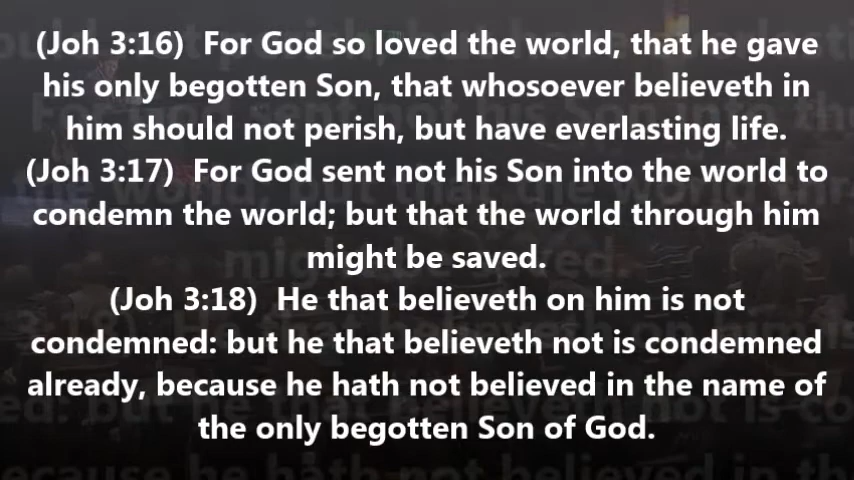 (Joh 3:16)  For God so loved the world, that he gave
his only begotten Son, that whosoever believeth in
him should not perish, but have everlasting life.
(Joh 3:17)  For God sent not his Son into the world to
condemn the world; but that the world through him
might be saved.
(Joh 3:18)  He that believeth on him is not
condemned: but he that believeth not is condemned
already, because he hath not believed in the name of
the only begotten Son of God.